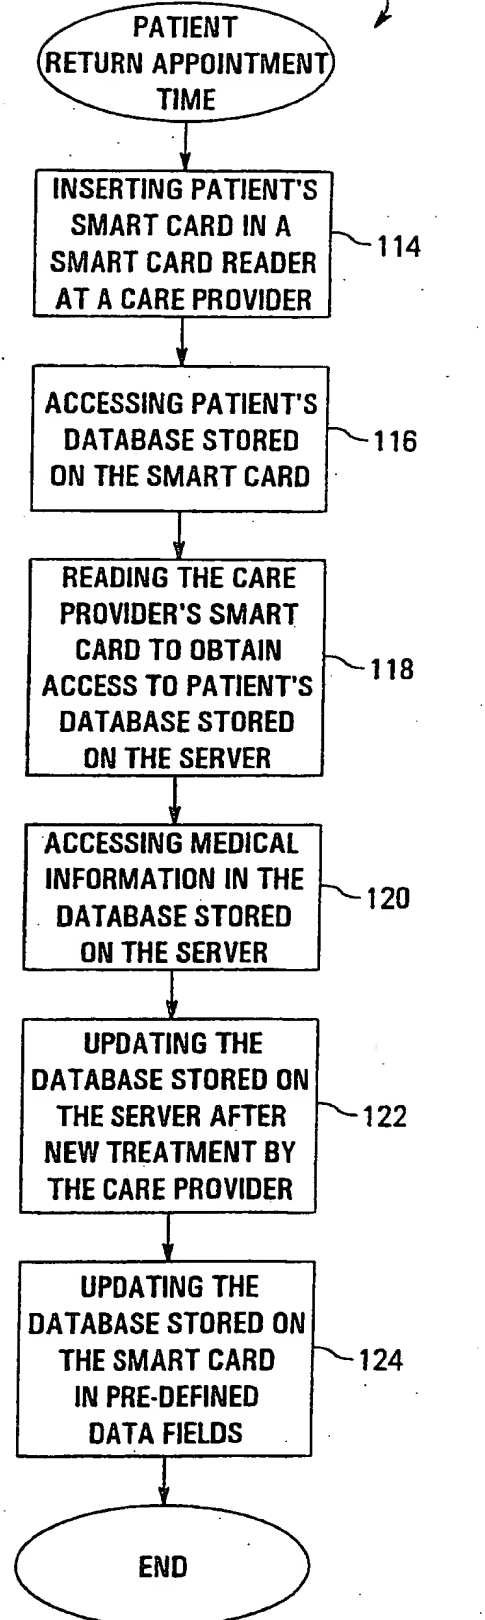 PATIENT
RETURN APPOINTMENT
TIME
INSERTING PATIENT'S
SMART CARD IN A
SMART CARD READER
AT A CARE PROVIDER
114
ACCESSING PATIENT'S
DATABASE STORED
ON THE SMART CARD
116
READING THE CARE
PROVIDER'S SMART
CARD TO OBTAIN
ACCESS TO PATIENT'S
DATABASE STORED
ON THE SERVER
118
ACCESSING MEDICAL
INFORMATION IN THE
DATABASE STORED
ON THE SERVER
120
UPDATING THE
DATABASE STORED ON
THE SERVER AFTER
NEW TREATMENT BY
THE CARE PROVIDER
122
UPDATING THE
DATABASE STORED ON
THE SMART CARD
IN PRE-DEFINED
DATA FIELDS
124
END